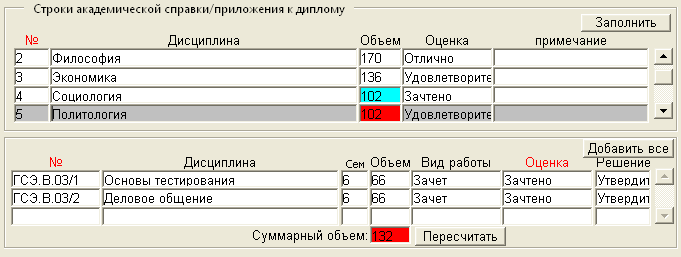 Строки академической справки/приложения к диплому
Заполнить
№ Дисциплина Объем Оценка примечание
2 Философия 170 Отлично
3 Экономика 136 Удовлетворите
4 Социология 102 Зачтено
5 Политология 102 Удовлетворите
Добавить все
№ Дисциплина Сем Объем Вид работы Оценка Решение
ГСЭ.В.03/1 Основы тестирования 6 66 Зачет Зачтено Утвердит
ГСЭ.В.03/2 Деловое общение 6 66 Зачет Зачтено Утвердит
Суммарный объем: 132 Пересчитать